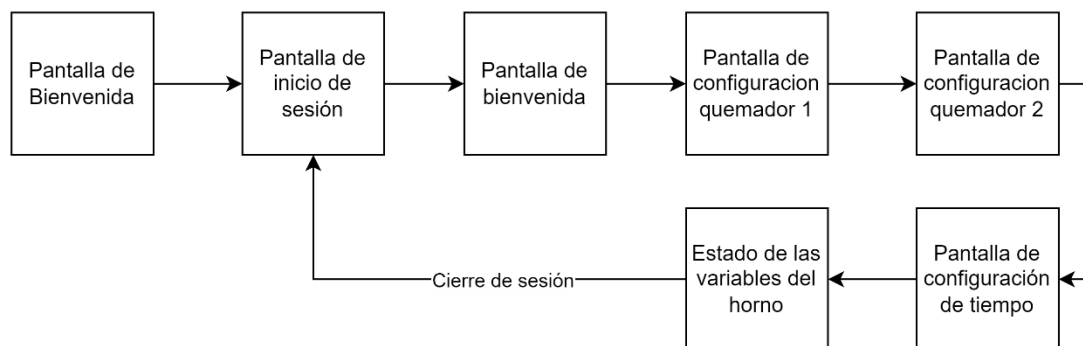 Pantalla de
Bienvenida
Pantalla de
inicio de
sesión
Pantalla de
bienvenida
Pantalla de
configuracion
quemador 1
Pantalla de
configuracion
quemador 2
Cierre de sesión
Estado de las
variables del
horno
Pantalla de
configuración
de tiempo